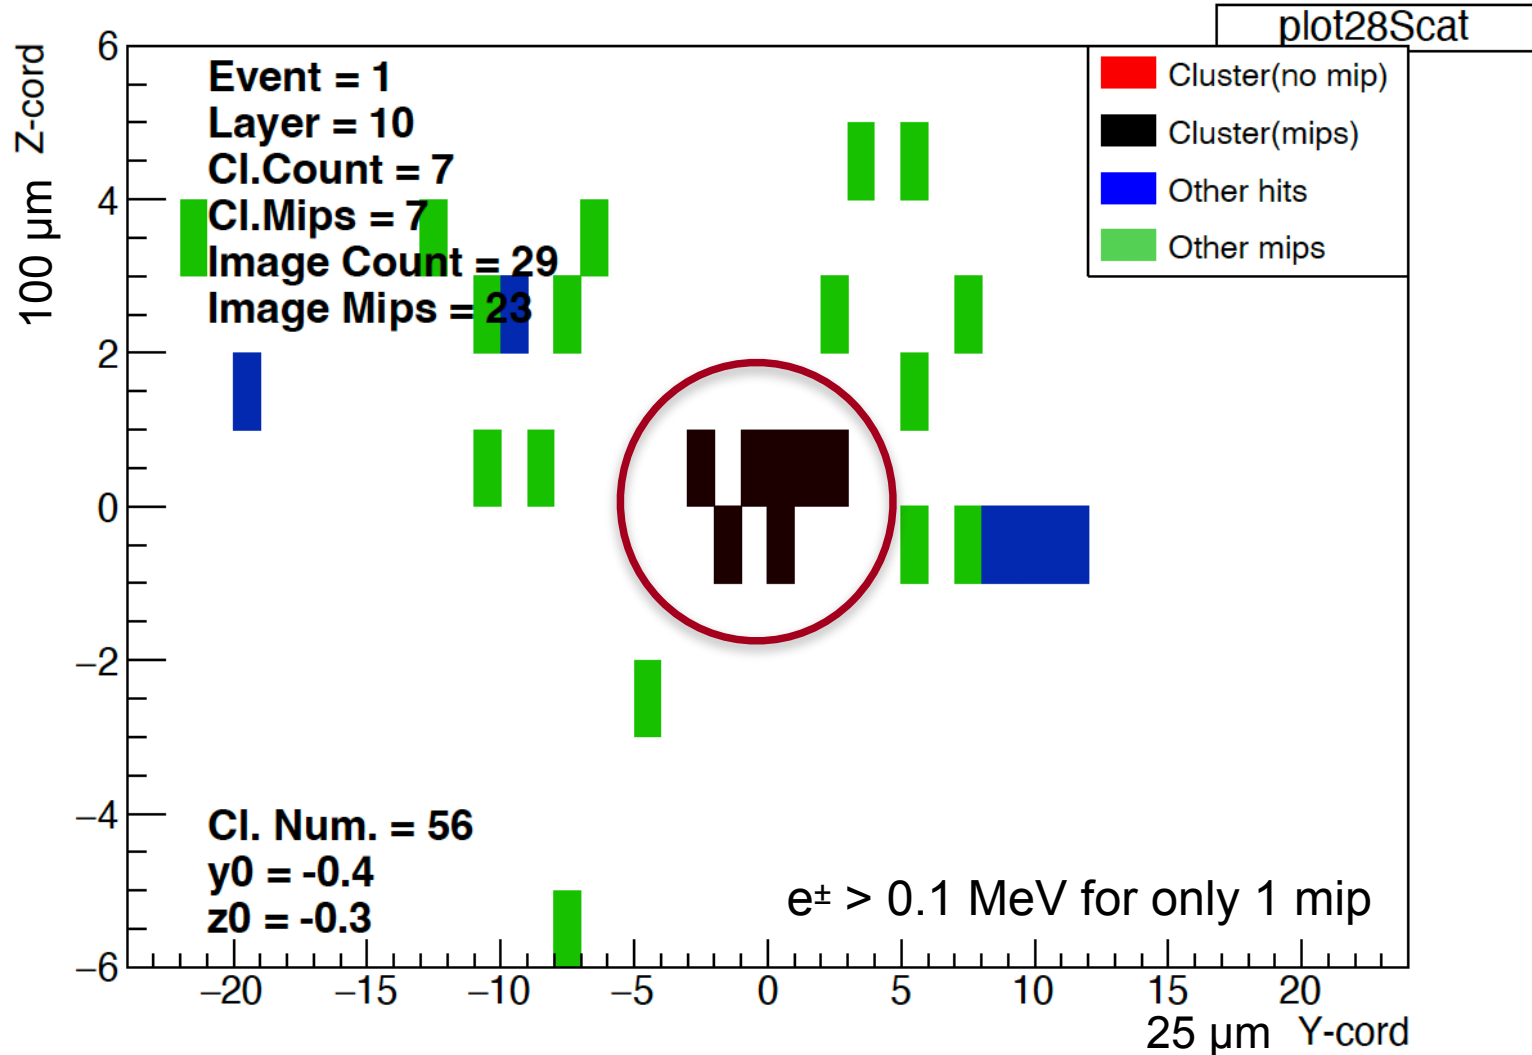 plot28Scat
Z-cord
100 µm
6
4
2
0
−2
−4
−6
Event = 1
Layer = 10
Cl.Count = 7
Cl.Mips = 7
Image Count = 29
Image Mips = 23
Cluster(no mip)
Cluster(mips)
Other hits
Other mips
Cl. Num. = 56
y0 = -0.4
z0 = -0.3
e± > 0.1 MeV for only 1 mip
−20 −15 −10 −5 0 5 10 15 20
25 µm Y-cord